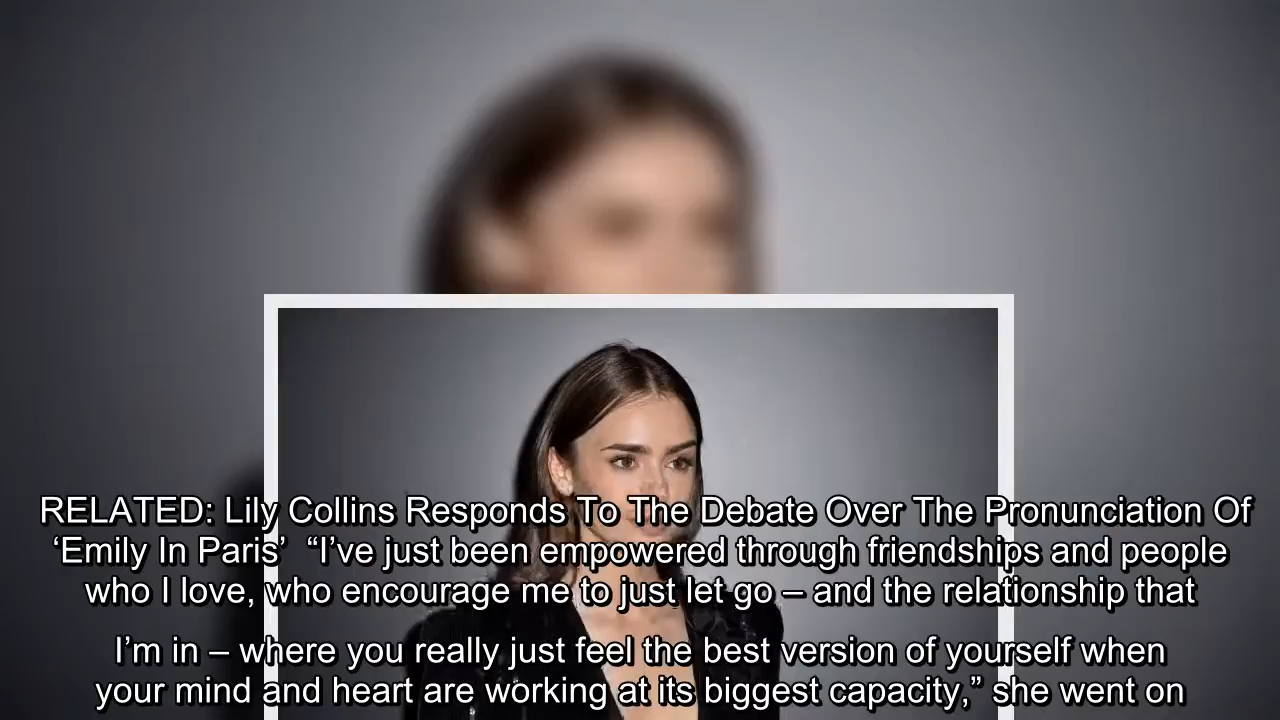 RELATED: Lily Collins Responds To The Debate Over The Pronunciation Of
‘Emily In Paris’ “I’ve just been empowered through friendships and people
who I love, who encourage me to just let go – and the relationship that
I’m in – where you really just feel the best version of yourself when
your mind and heart are working at its biggest capacity,” she went on